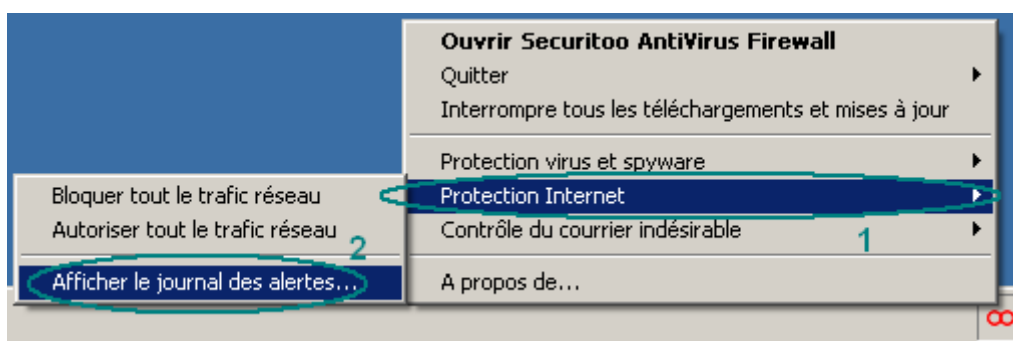 Ouvrir Securitoo AntiVirus Firewall
Quitter
Interrompre tous les téléchargements et mises à jour
Protection virus et spyware
Protection Internet
Contrôle du courrier indésirable
1
A propos de...
Bloquer tout le trafic réseau
Autoriser tout le trafic réseau
2
Afficher le journal des alertes...